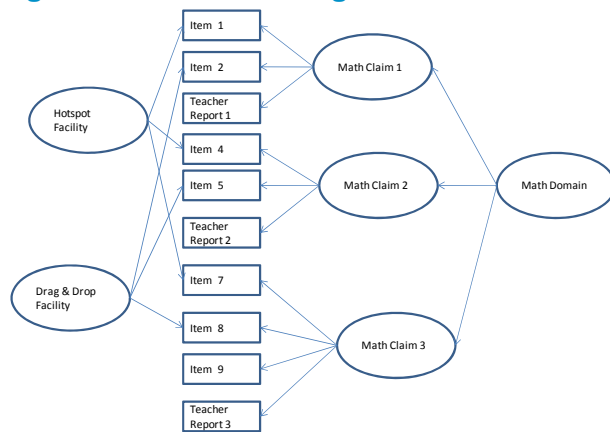 Item 1
Item 2
Teacher
Report 1
Item 4
Item 5
Teacher
Report 2
Item 7
Item 8
Item 9
Teacher
Report 3
Hotspot
Facility
Drag & Drop
Facility
Math Claim 1
Math Claim 2
Math Claim 3
Math Domain